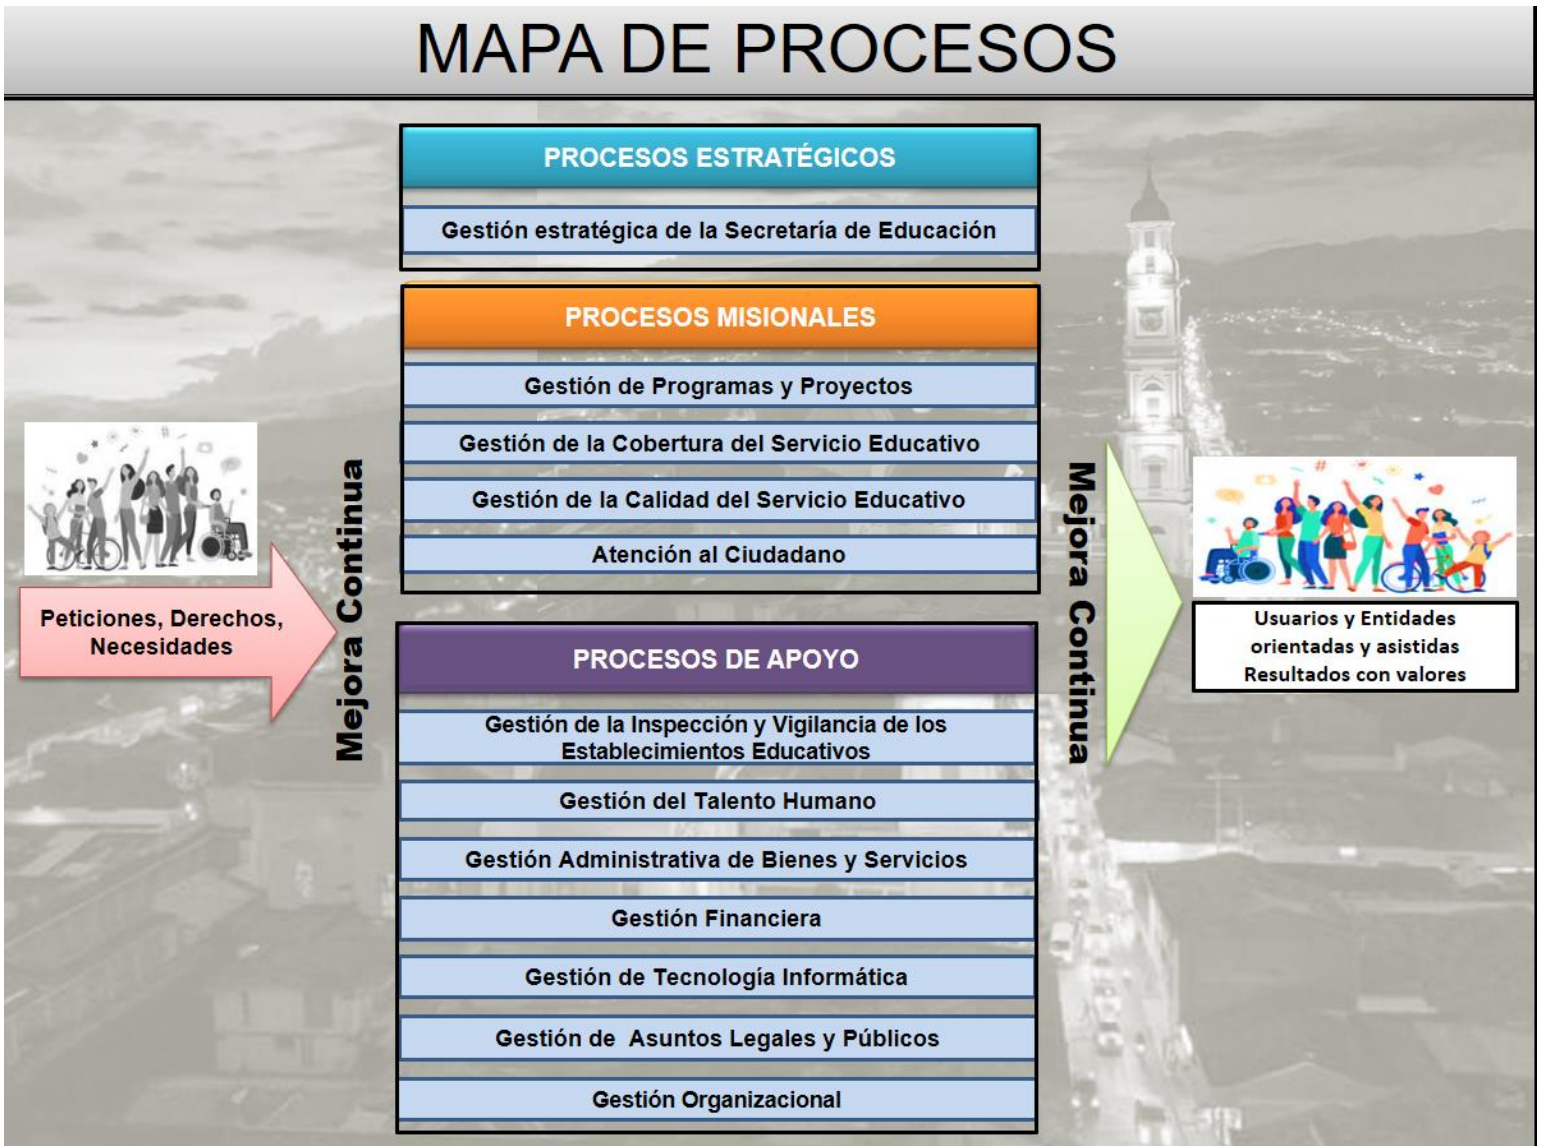 MAPA DE PROCESOS
PROCESOS ESTRATÉGICOS
Gestión estratégica de la Secretaría de Educación
PROCESOS MISIONALES
Gestión de Programas y Proyectos
Gestión de la Cobertura del Servicio Educativo
Gestión de la Calidad del Servicio Educativo
Atención al Ciudadano
Peticiones, Derechos,
Necesidades
Mejora Continua
Mejora Continua
Usuarios y Entidades
orientadas y asistidas
Resultados con valores
PROCESOS DE APOYO
Gestión de la Inspección y Vigilancia de los
Establecimientos Educativos
Gestión del Talento Humano
Gestión Administrativa de Bienes y Servicios
Gestión Financiera
Gestión de Tecnología Informática
Gestión de  Asuntos Legales y Públicos
Gestión Organizacional